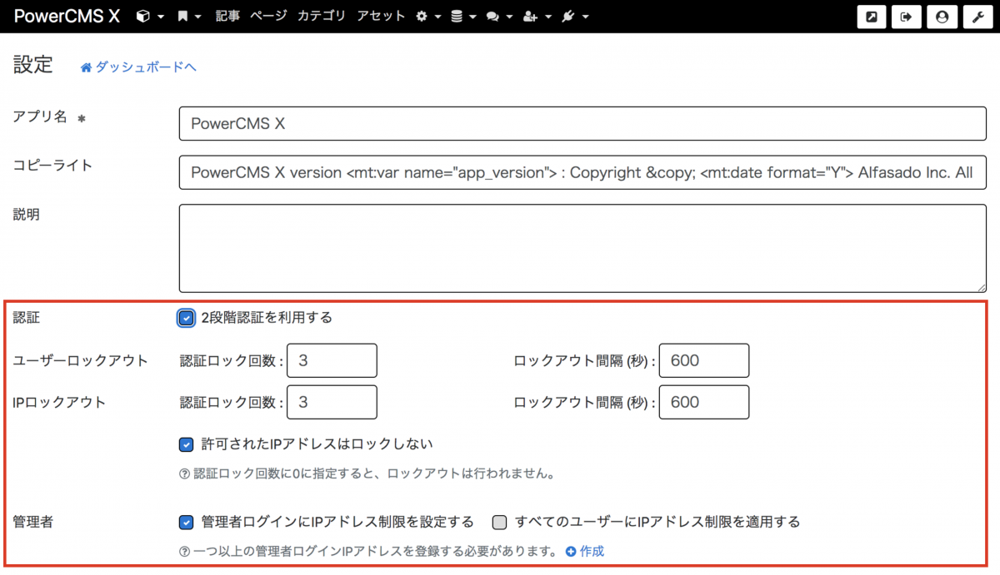 PowerCMS X 記事 ページ カテゴリ アセット
設定 ダッシュボードへ
アプリ名 *
PowerCMS X
コピーライト
PowerCMS X version <mt:var name="app_version"> : Copyright &copy; <mt:date format="Y"> Alfasado Inc. All
説明
認証 2段階認証を利用する
ユーザーロックアウト 認証ロック回数 : 3 ロックアウト間隔 (秒) : 600
IPロックアウト 認証ロック回数 : 3 ロックアウト間隔 (秒) : 600
許可されたIPアドレスはロックしない
認証ロック回数に0に指定すると、ロックアウトは行われません。
管理者 管理者ログインにIPアドレス制限を設定する すべてのユーザーにIPアドレス制限を適用する
一つ以上の管理者ログインIPアドレスを登録する必要があります。 作成